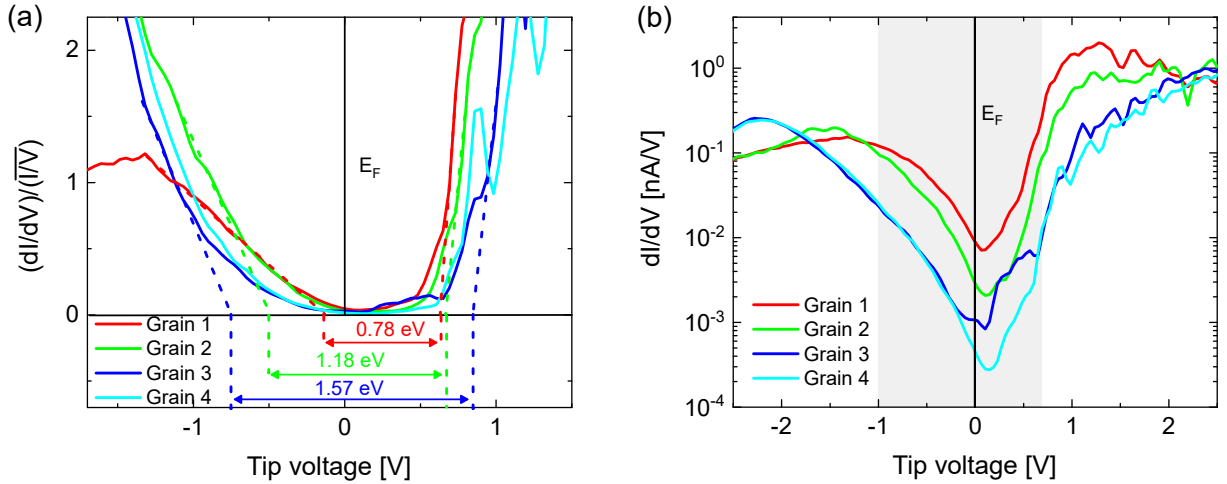 (a)
(dI/dV)/(I/V)
2
1
0
E_F
Grain 1
Grain 2
Grain 3
Grain 4
0.78 eV
1.18 eV
1.57 eV
-1
0
1
Tip voltage [V]
(b)
dI/dV [nA/V]
10⁰
10⁻¹
10⁻²
10⁻³
10⁻⁴
E_F
Grain 1
Grain 2
Grain 3
Grain 4
-2
-1
0
1
2
Tip voltage [V]